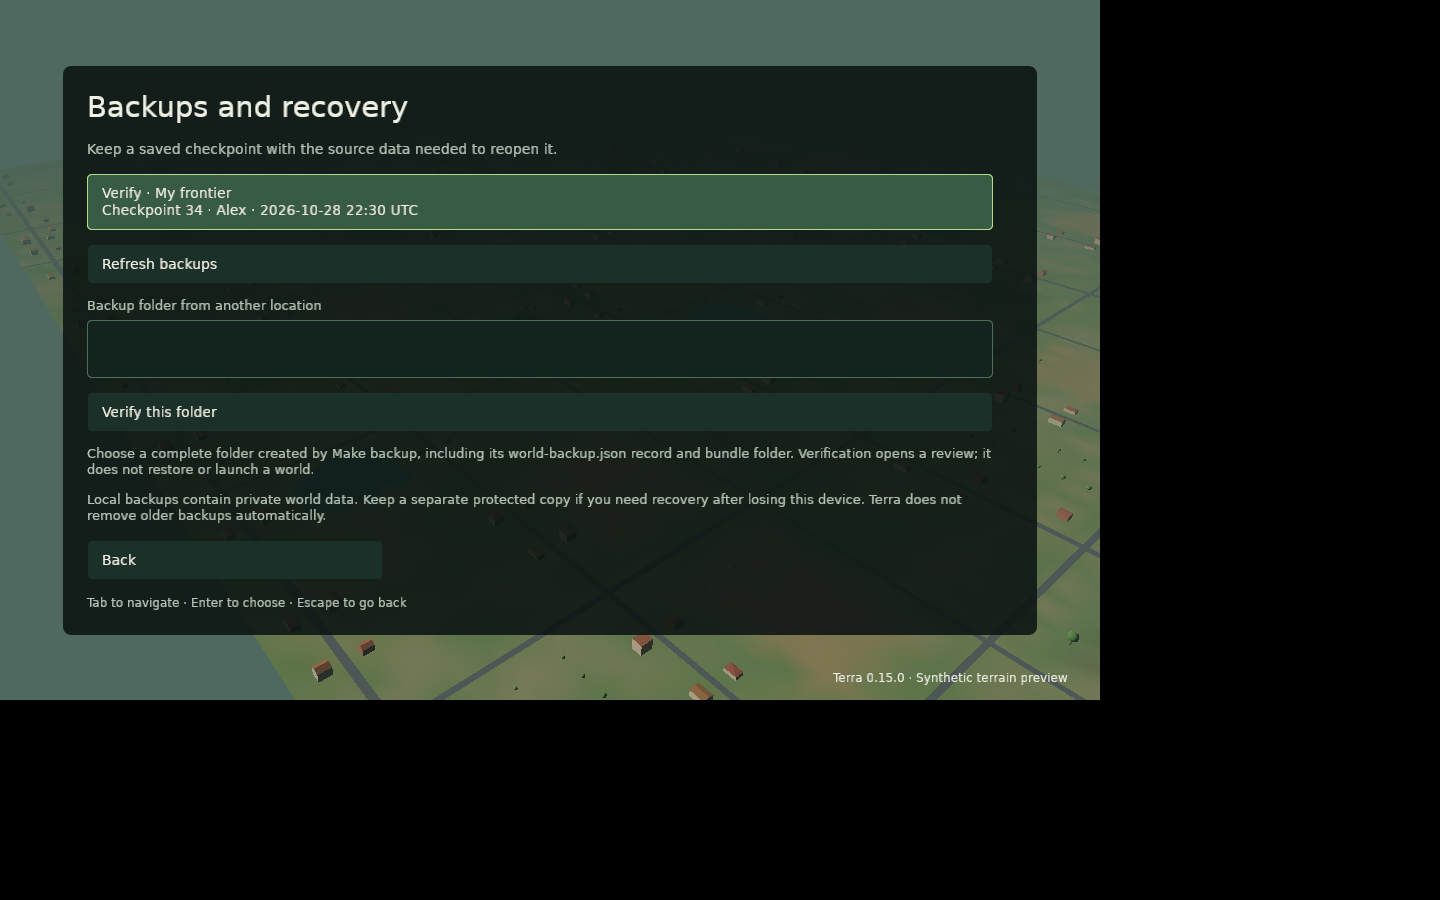 Backups and recovery
Keep a saved checkpoint with the source data needed to reopen it.
Verify · My frontier
Checkpoint 34 · Alex · 2026-10-28 22:30 UTC
Refresh backups
Backup folder from another location
Verify this folder
Choose a complete folder created by Make backup, including its world-backup.json record and bundle folder. Verification opens a review; it
does not restore or launch a world.
Local backups contain private world data. Keep a separate protected copy if you need recovery after losing this device. Terra does not
remove older backups automatically.
Back
Tab to navigate · Enter to choose · Escape to go back
Terra 0.15.0 · Synthetic terrain preview